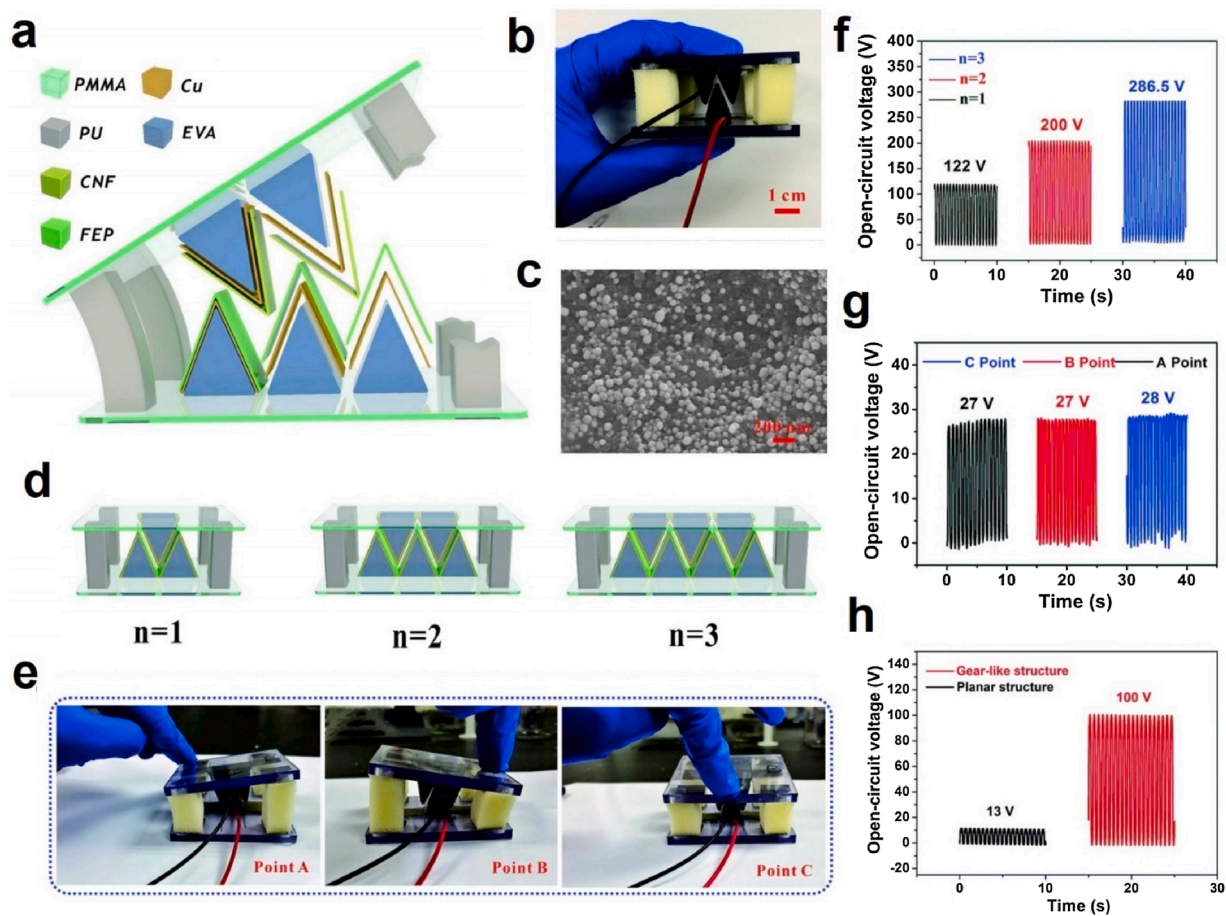 a
PMMA
Cu
PU
EVA
CNF
FEP
b
1 cm
c
200 nm
d
n=1
n=2
n=3
e
Point A
Point B
Point C
f
Open-circuit voltage (V)
400
350
300
250
200
150
100
50
0
n=3
n=2
n=1
122 V
200 V
286.5 V
0 10 20 30 40
Time (s)
g
Open-circuit voltage (V)
40
30
20
10
0
C Point B Point A Point
27 V 27 V 28 V
0 10 20 30 40
Time (s)
h
Open-circuit voltage (V)
140
120
100
80
60
40
20
0
-20
Gear-like structure
Planar structure
13 V
100 V
0 10 20 30
Time (s)